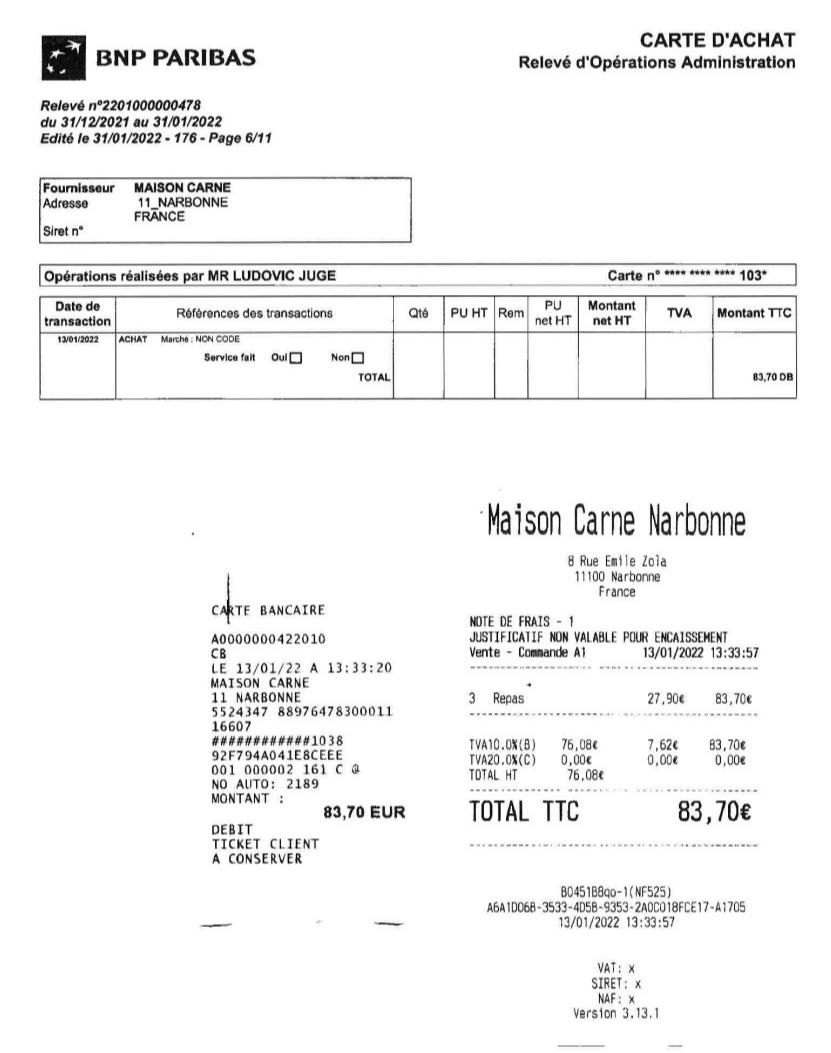 BNP PARIBAS
CARTE D'ACHAT
Relevé d'Opérations Administration
Relevé n°2201000000478
du 31/12/2021 au 31/01/2022
Edité le 31/01/2022 - 176 - Page 6/11
Fournisseur MAISON CARNE
Adresse 11_NARBONNE
FRANCE
Siret n°
Opérations réalisées par MR LUDOVIC JUGE Carte n° **** **** **** 103*
Date de transaction Références des transactions Qté PU HT Rem PU net HT Montant net HT TVA Montant TTC
13/01/2022 ACHAT Marché : NON CODE
Service fait Oui Non
TOTAL 83,70 DB
CARTE BANCAIRE
A0000000422010
CB
LE 13/01/22 A 13:33:20
MAISON CARNE
11 NARBONNE
5524347 88976478300011
16607
############1038
92F794A041E8CEEE
001 000002 161 C @
NO AUTO: 2189
MONTANT :
83,70 EUR
DEBIT
TICKET CLIENT
A CONSERVER
Maison Carne Narbonne
8 Rue Emile Zola
11100 Narbonne
France
NOTE DE FRAIS - 1
JUSTIFICATIF NON VALABLE POUR ENCAISSEMENT
Vente - Commande A1 13/01/2022 13:33:57
3 Repas 27,90€ 83,70€
TVA10.0%(B) 76,08€ 7,62€ 83,70€
TVA20.0%(C) 0,00€ 0,00€ 0,00€
TOTAL HT 76,08€
TOTAL TTC 83,70€
B0451B8qo-1(NF525)
A6A1D06B-3533-4D5B-9353-2A0C018FCE17-A1705
13/01/2022 13:33:57
VAT: x
SIRET: x
NAF: x
Version 3.13.1